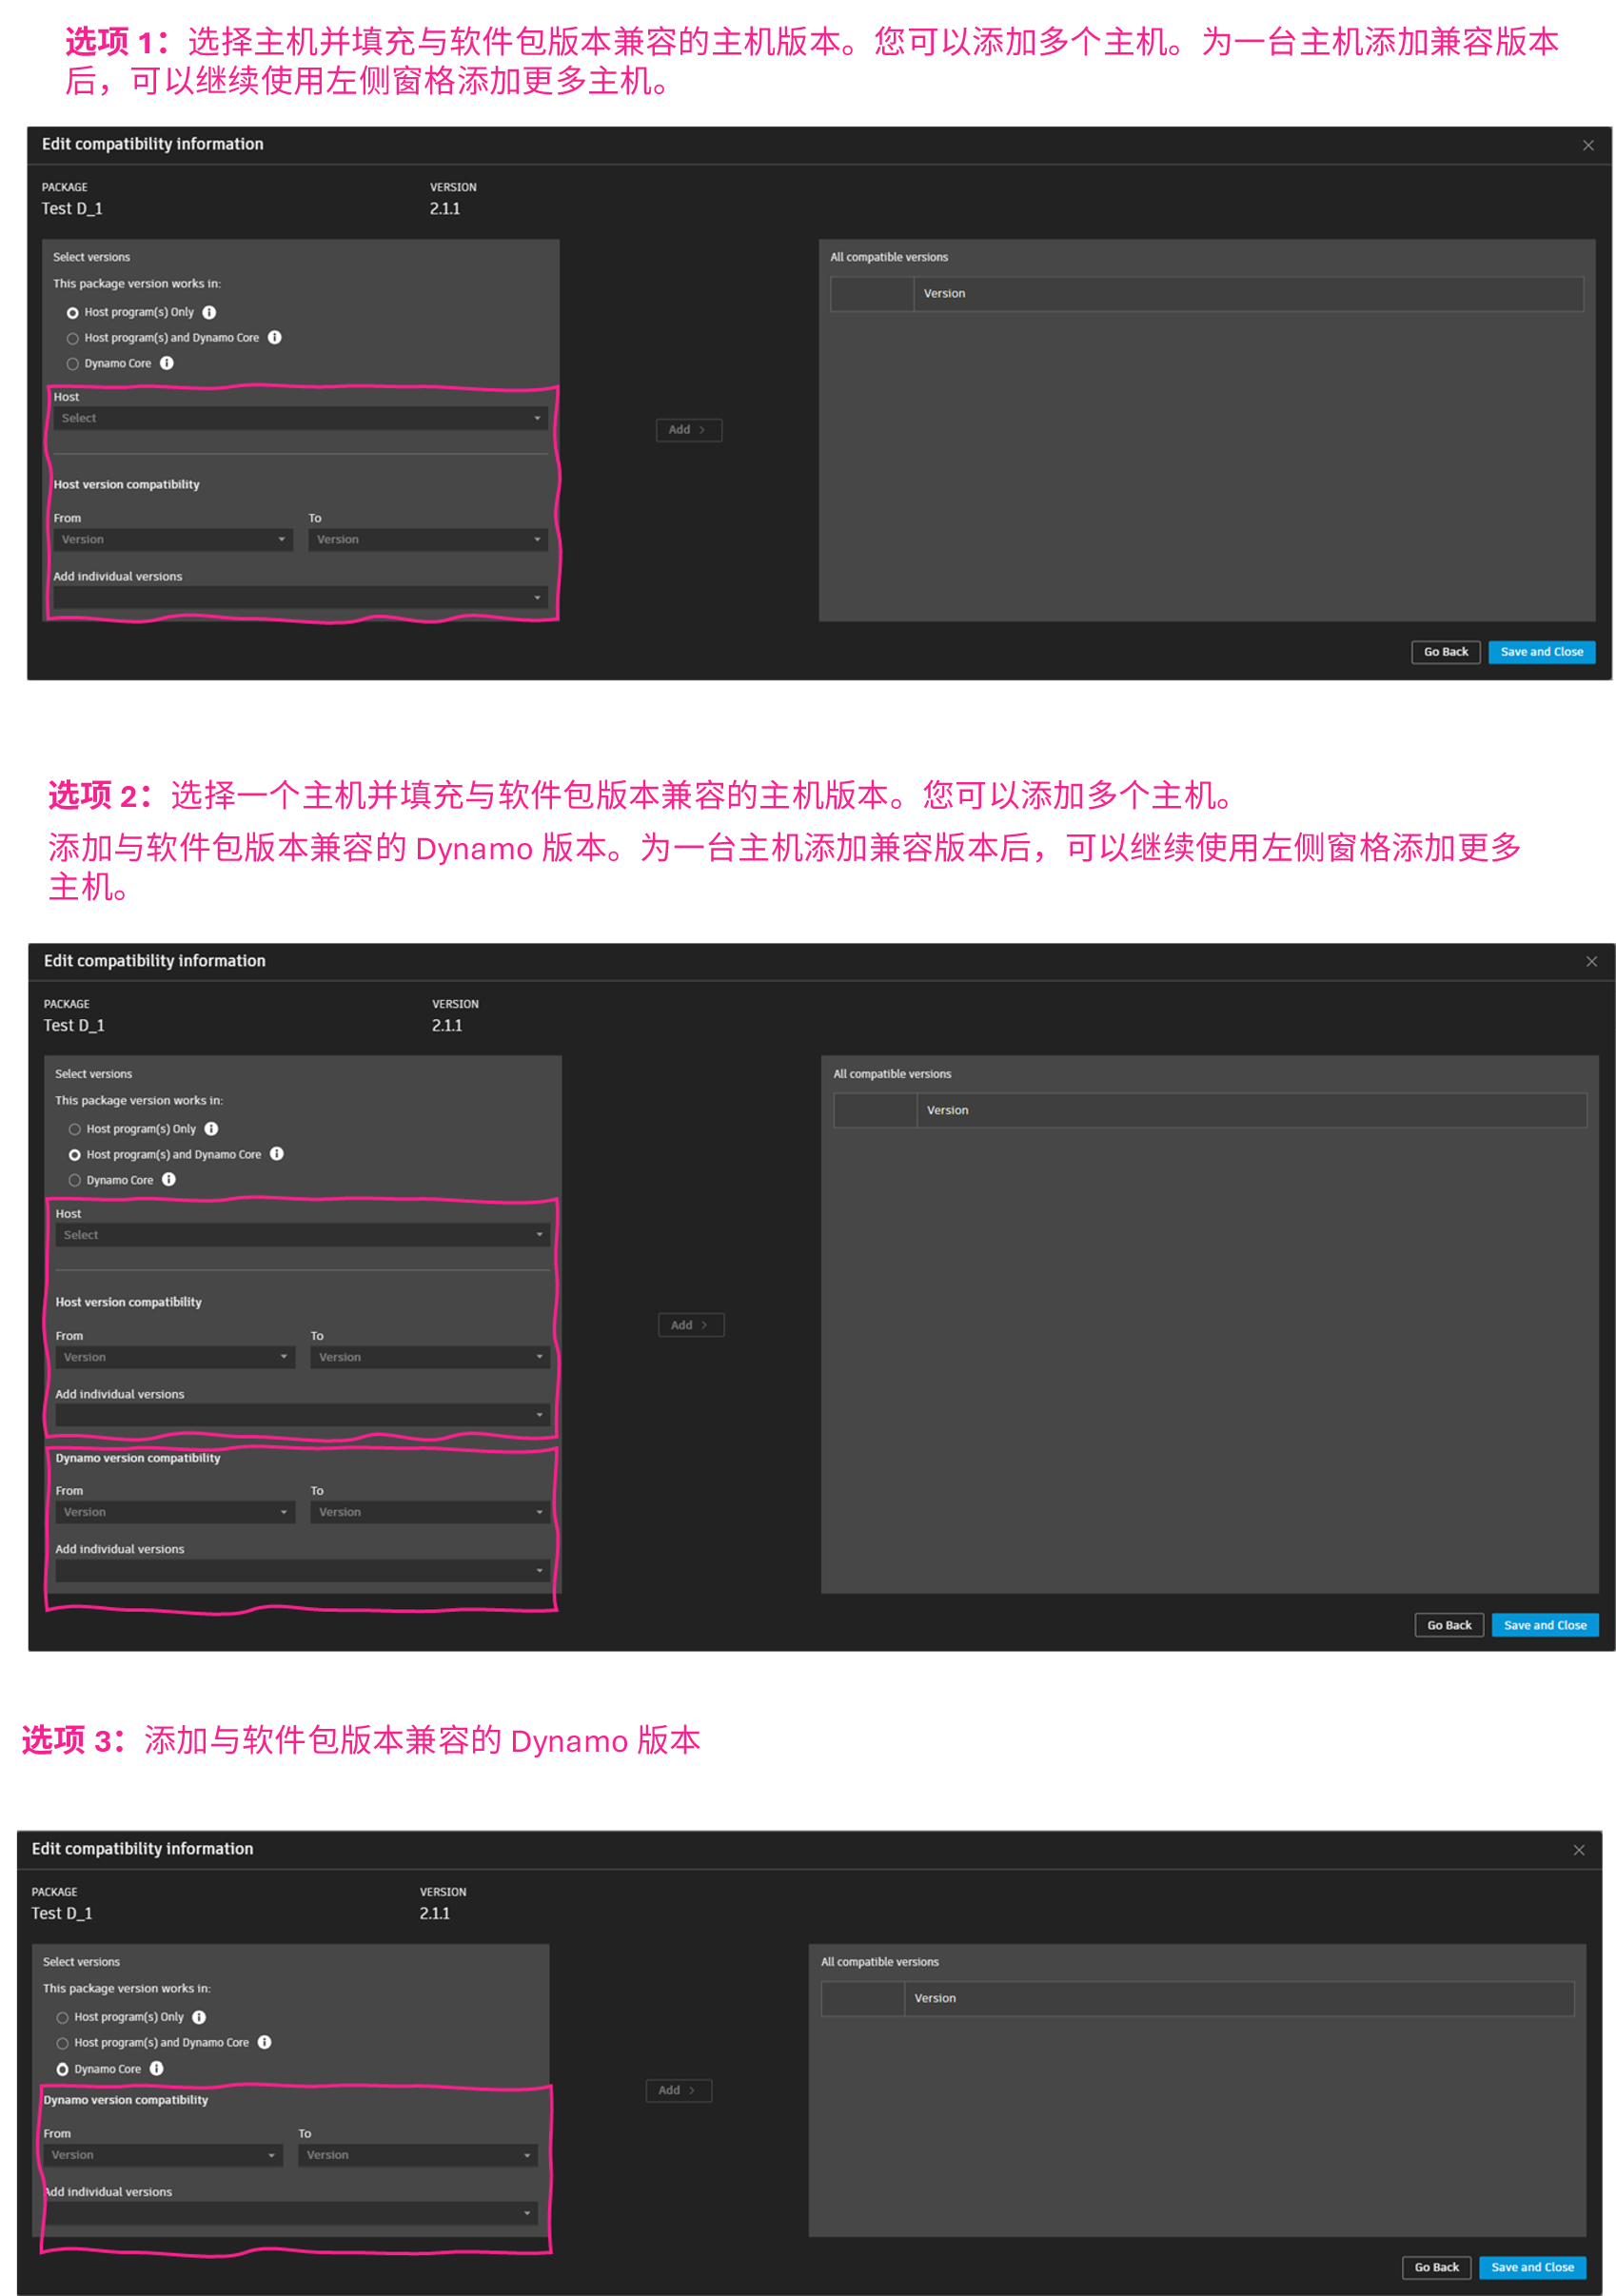 选项 1：选择主机并填充与软件包版本兼容的主机版本。您可以添加多个主机。为一台主机添加兼容版本
后，可以继续使用左侧窗格添加更多主机。
Edit compatibility information
PACKAGE VERSION
Test D_1 2.1.1
Select versions All compatible versions
This package version works in:
Version
Host program(s) Only
Host program(s) and Dynamo Core
Dynamo Core
Host
Select
Add >
Host version compatibility
From To
Version Version
Add individual versions
Go Back Save and Close
选项 2：选择一个主机并填充与软件包版本兼容的主机版本。您可以添加多个主机。
添加与软件包版本兼容的 Dynamo 版本。为一台主机添加兼容版本后，可以继续使用左侧窗格添加更多
主机。
Edit compatibility information
PACKAGE VERSION
Test D_1 2.1.1
Select versions All compatible versions
This package version works in:
Version
Host program(s) Only
Host program(s) and Dynamo Core
Dynamo Core
Host
Select
Host version compatibility
Add >
From To
Version Version
Add individual versions
Dynamo version compatibility
From To
Version Version
Add individual versions
Go Back Save and Close
选项 3：添加与软件包版本兼容的 Dynamo 版本
Edit compatibility information
PACKAGE VERSION
Test D_1 2.1.1
Select versions All compatible versions
This package version works in:
Version
Host program(s) Only
Host program(s) and Dynamo Core
Dynamo Core
Add >
Dynamo version compatibility
From To
Version Version
Add individual versions
Go Back Save and Close